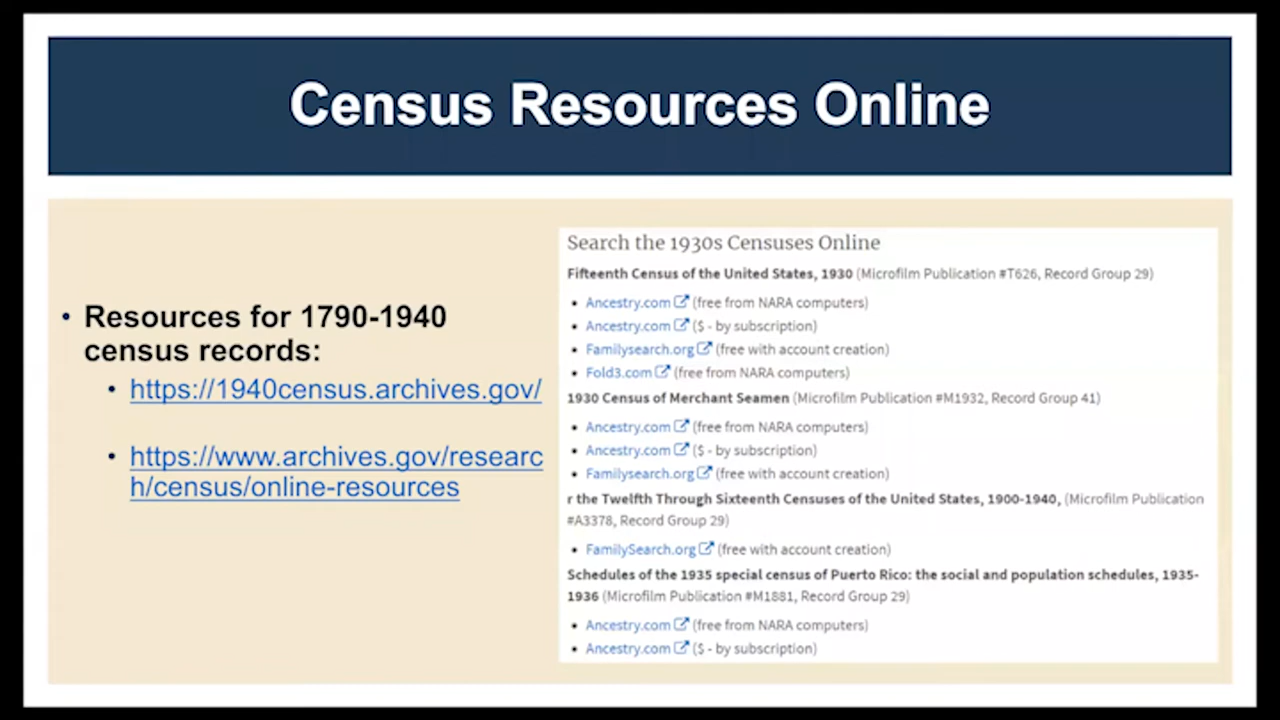 Census Resources Online
• Resources for 1790-1940
census records:
• https://1940census.archives.gov/
• https://www.archives.gov/researc
h/census/online-resources
Search the 1930s Censuses Online
Fifteenth Census of the United States, 1930 (Microfilm Publication #T626, Record Group 29)
• Ancestry.com (free from NARA computers)
• Ancestry.com ($ - by subscription)
• Familysearch.org (free with account creation)
• Fold3.com (free from NARA computers)
1930 Census of Merchant Seamen (Microfilm Publication #M1932, Record Group 41)
• Ancestry.com (free from NARA computers)
• Ancestry.com ($ - by subscription)
• Familysearch.org (free with account creation)
r the Twelfth Through Sixteenth Censuses of the United States, 1900-1940, (Microfilm Publication
#A3378, Record Group 29)
• FamilySearch.org (free with account creation)
Schedules of the 1935 special census of Puerto Rico: the social and population schedules, 1935-
1936 (Microfilm Publication #M1881, Record Group 29)
• Ancestry.com (free from NARA computers)
• Ancestry.com ($ - by subscription)